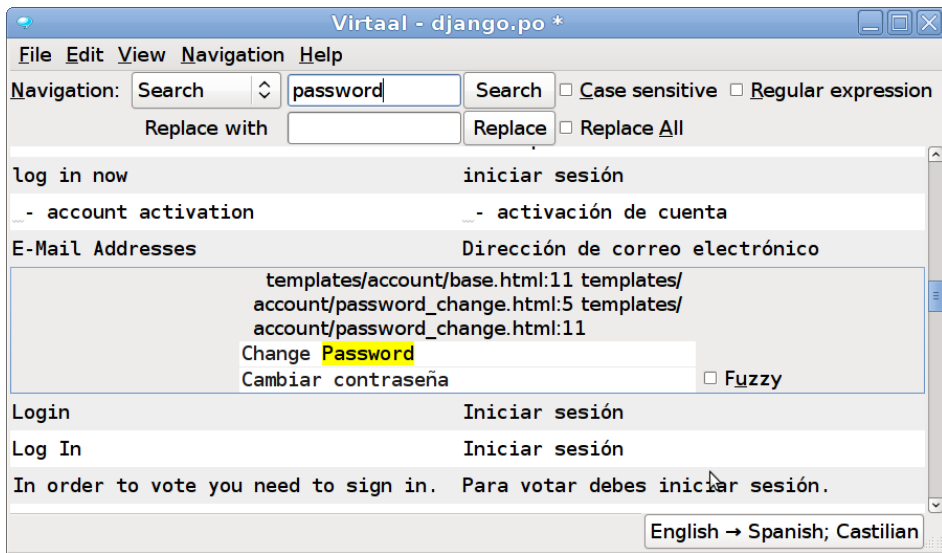 Virtaal - django.po *
File Edit View Navigation Help
Navigation: Search password Search Case sensitive Regular expression
Replace with Replace Replace All
log in now iniciar sesión
- account activation - activación de cuenta
E-Mail Addresses Dirección de correo electrónico
templates/account/base.html:11 templates/
account/password_change.html:5 templates/
account/password_change.html:11
Change Password
Cambiar contraseña Fuzzy
Login Iniciar sesión
Log In Iniciar sesión
In order to vote you need to sign in. Para votar debes iniciar sesión.
English → Spanish; Castilian